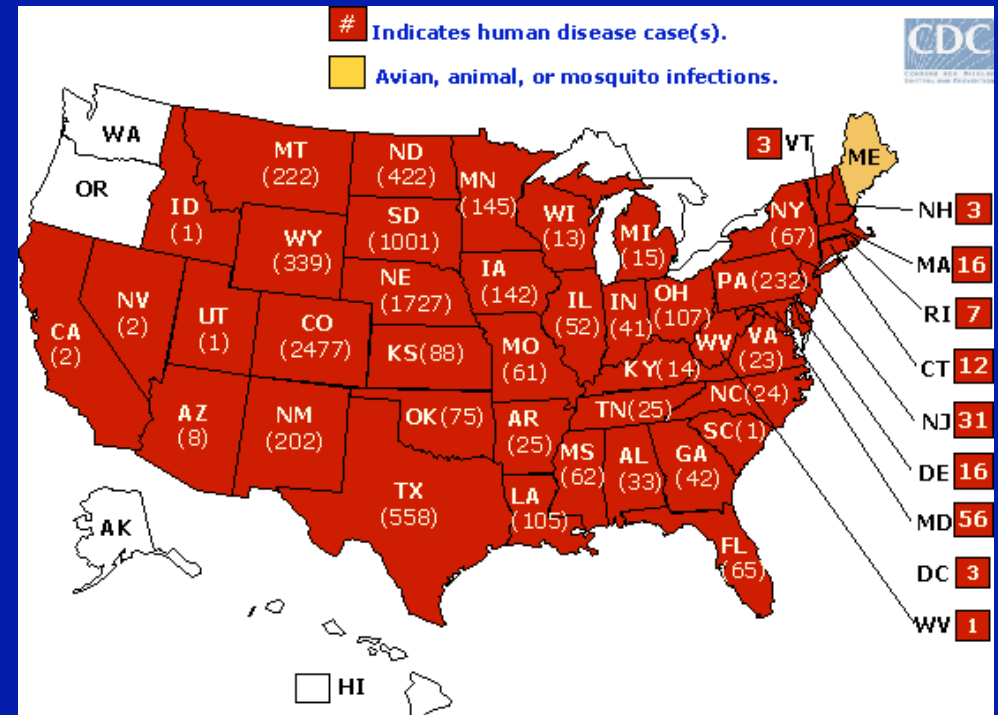 # Indicates human disease case(s).
CDC
Avian, animal, or mosquito infections.
WA
OR
MT
(222)
ND
(422)
MN
(145)
3 VT
ME
ID
(1)
WY
(339)
SD
(1001)
WI
(13)
MI
(15)
NY
(67)
NH 3
NE
(1727)
IA
(142)
PA(232)
MA 16
NV
(2)
UT
(1)
CO
(2477)
IL
(52)
IN
(41)
OH
(107)
RI 7
CA
(2)
KS(88)
MO
(61)
WV
VA
(23)
KY(14)
CT 12
AZ
(8)
NM
(202)
OK(75)
AR
(25)
TN(25)
NC(24)
SC(1)
NJ 31
MS
(62)
AL
(33)
GA
(42)
DE 16
TX
(558)
LA
(105)
MD 56
AK
FL
(65)
DC 3
WV 1
HI